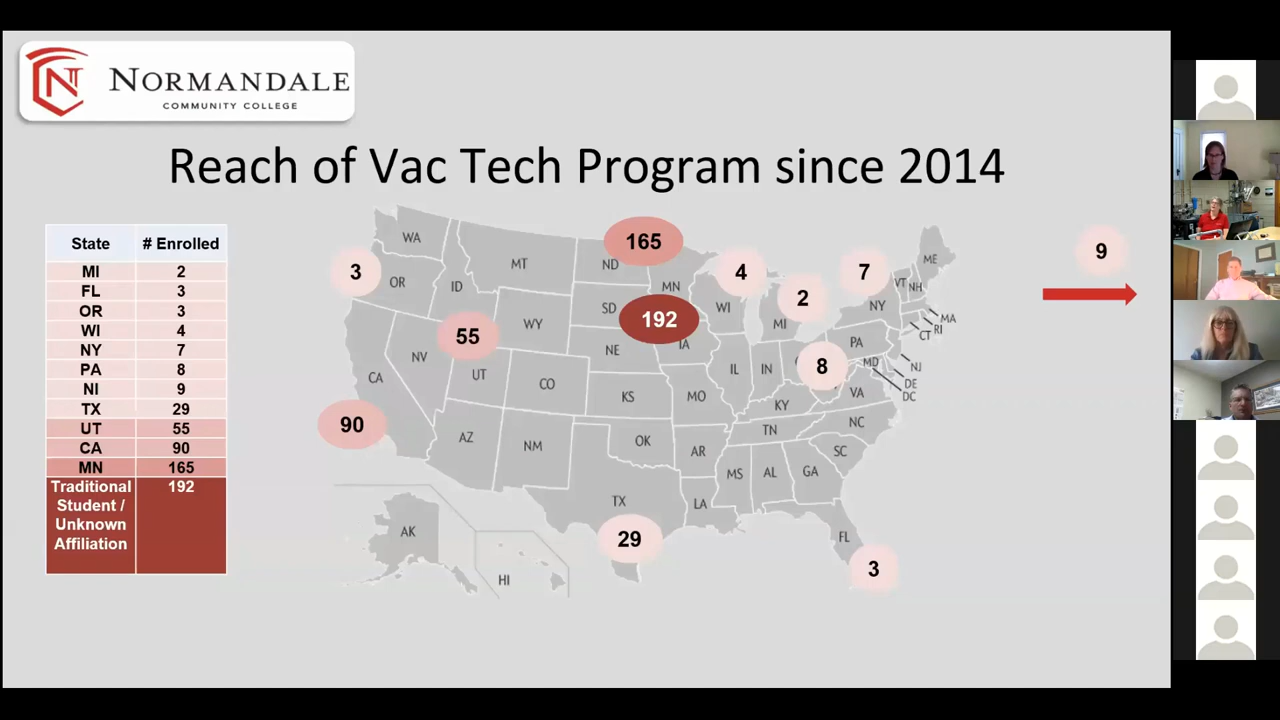 NORMANDALE
COMMUNITY COLLEGE
Reach of Vac Tech Program since 2014
State # Enrolled
MI 2
FL 3
OR 3
WI 4
NY 7
PA 8
NI 9
TX 29
UT 55
CA 90
MN 165
Traditional 192
Student /
Unknown
Affiliation
WA
165
9
3
4
7
ME
MT
ND
VT
NH
OR
ID
MN
2
NY
SD
WI
192
MI
MA
WY
RI
55
CT
IA
PA
NE
8
MD
NJ
NV
IL
IN
UT
CO
DE
CA
VA
DC
KS
MO
KY
90
NC
TN
AZ
NM
OK
AR
SC
MS
AL
GA
TX
LA
AK
29
FL
3
HI